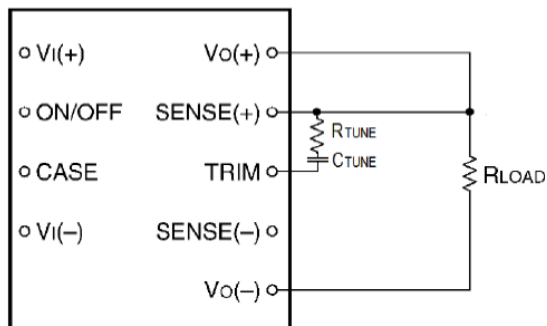 VI(+) VO(+)
ON/OFF SENSE(+)
RTUNE
CTUNE
CASE TRIM
RLOAD
VI(–) SENSE(–)
VO(–)